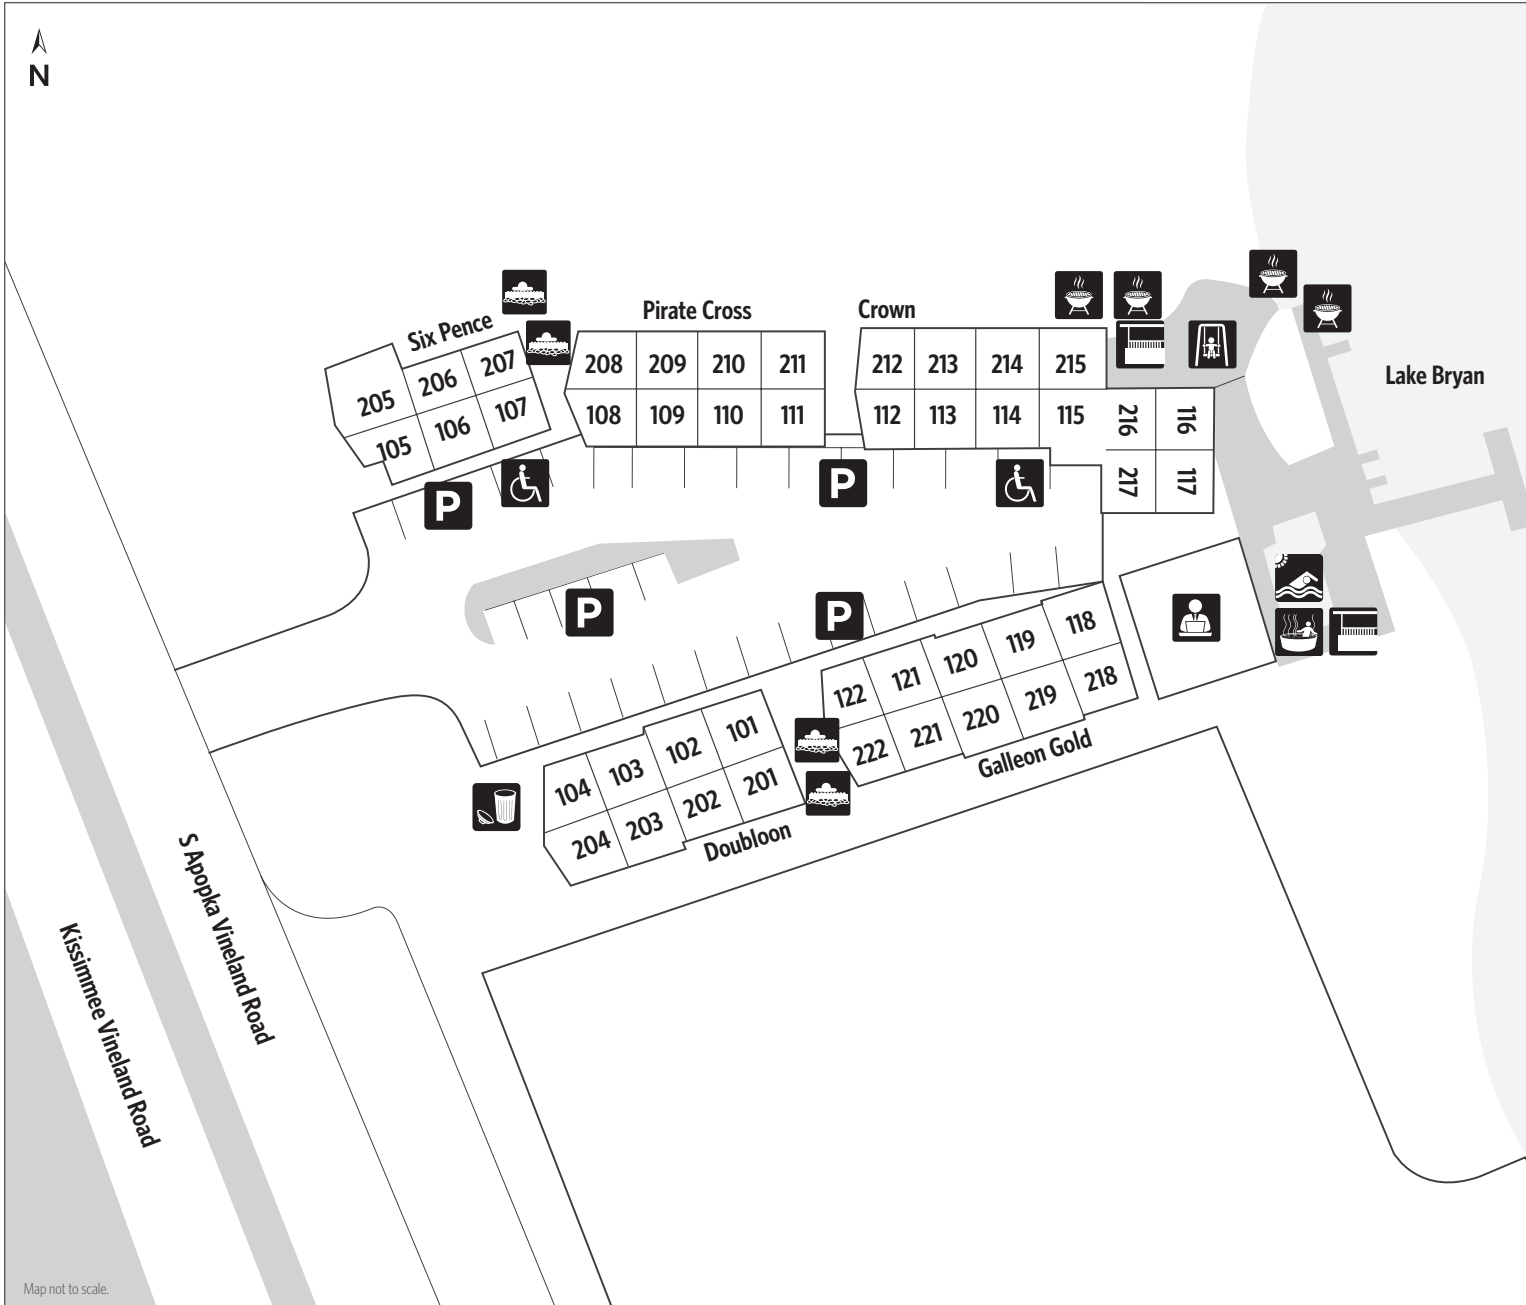 N
Pirate Cross
Crown
Six Pence
Lake Bryan
208 209 210 211
212 213 214 215
205 206 207
108 109 110 111
112 113 114 115
216 116
105 106 107
217 117
P
P
P
P
P
118
119
120
121
122
218
219
220
221
222
Galleon Gold
101
102
103
104
201
202
203
204
Doubloon
S Apopka Vineland Road
Kissimmee Vineland Road
Map not to scale.